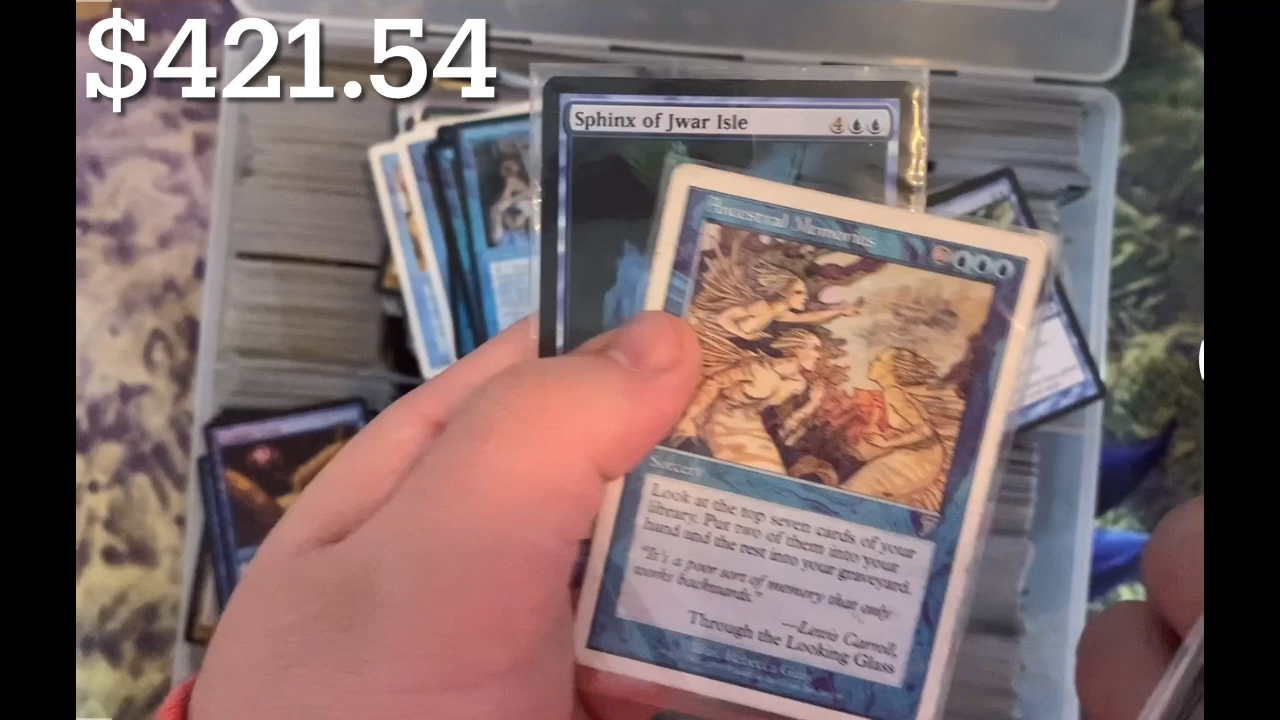 $421.54
Sphinx of Jwar Isle 4
Ancestral Memories
Sorcery
Look at the top seven cards of your
library. Put two of them into your
hand and the rest into your graveyard.
"It's a poor sort of memory that only
works backwards."
—Lewis Carroll,
Through the Looking Glass